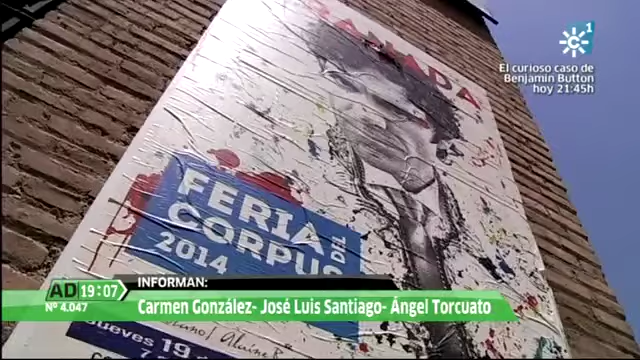 1
El curioso caso de
Benjamin Button
hoy 21:45h
GRANADA
FERIA
DEL
CORPUS
2014
INFORMAN:
AD 19:07
Carmen González- José Luis Santiago- Ángel Torcuato
Nº 4.047
Jueves 19